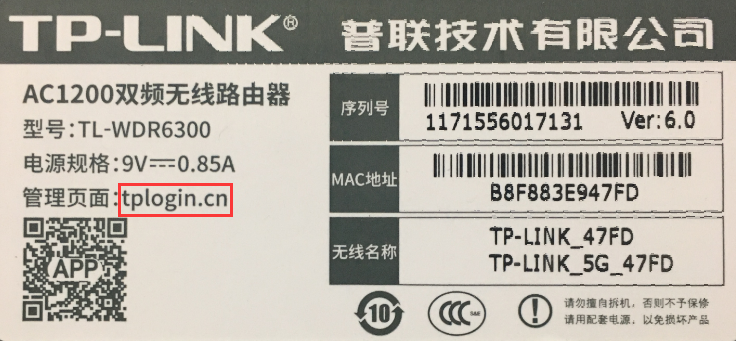 TP-LINK® 普联技术有限公司
AC1200双频无线路由器
型号:TL-WDR6300
电源规格:9V⎓0.85A
管理页面:tplogin.cn
APP
序列号
1171556017131 Ver:6.0
MAC地址
B8F883E947FD
无线名称
TP-LINK_47FD
TP-LINK_5G_47FD
10
CCC
S&E
请勿擅自拆机，否则不予保修
请用配套电源，以免损坏产品